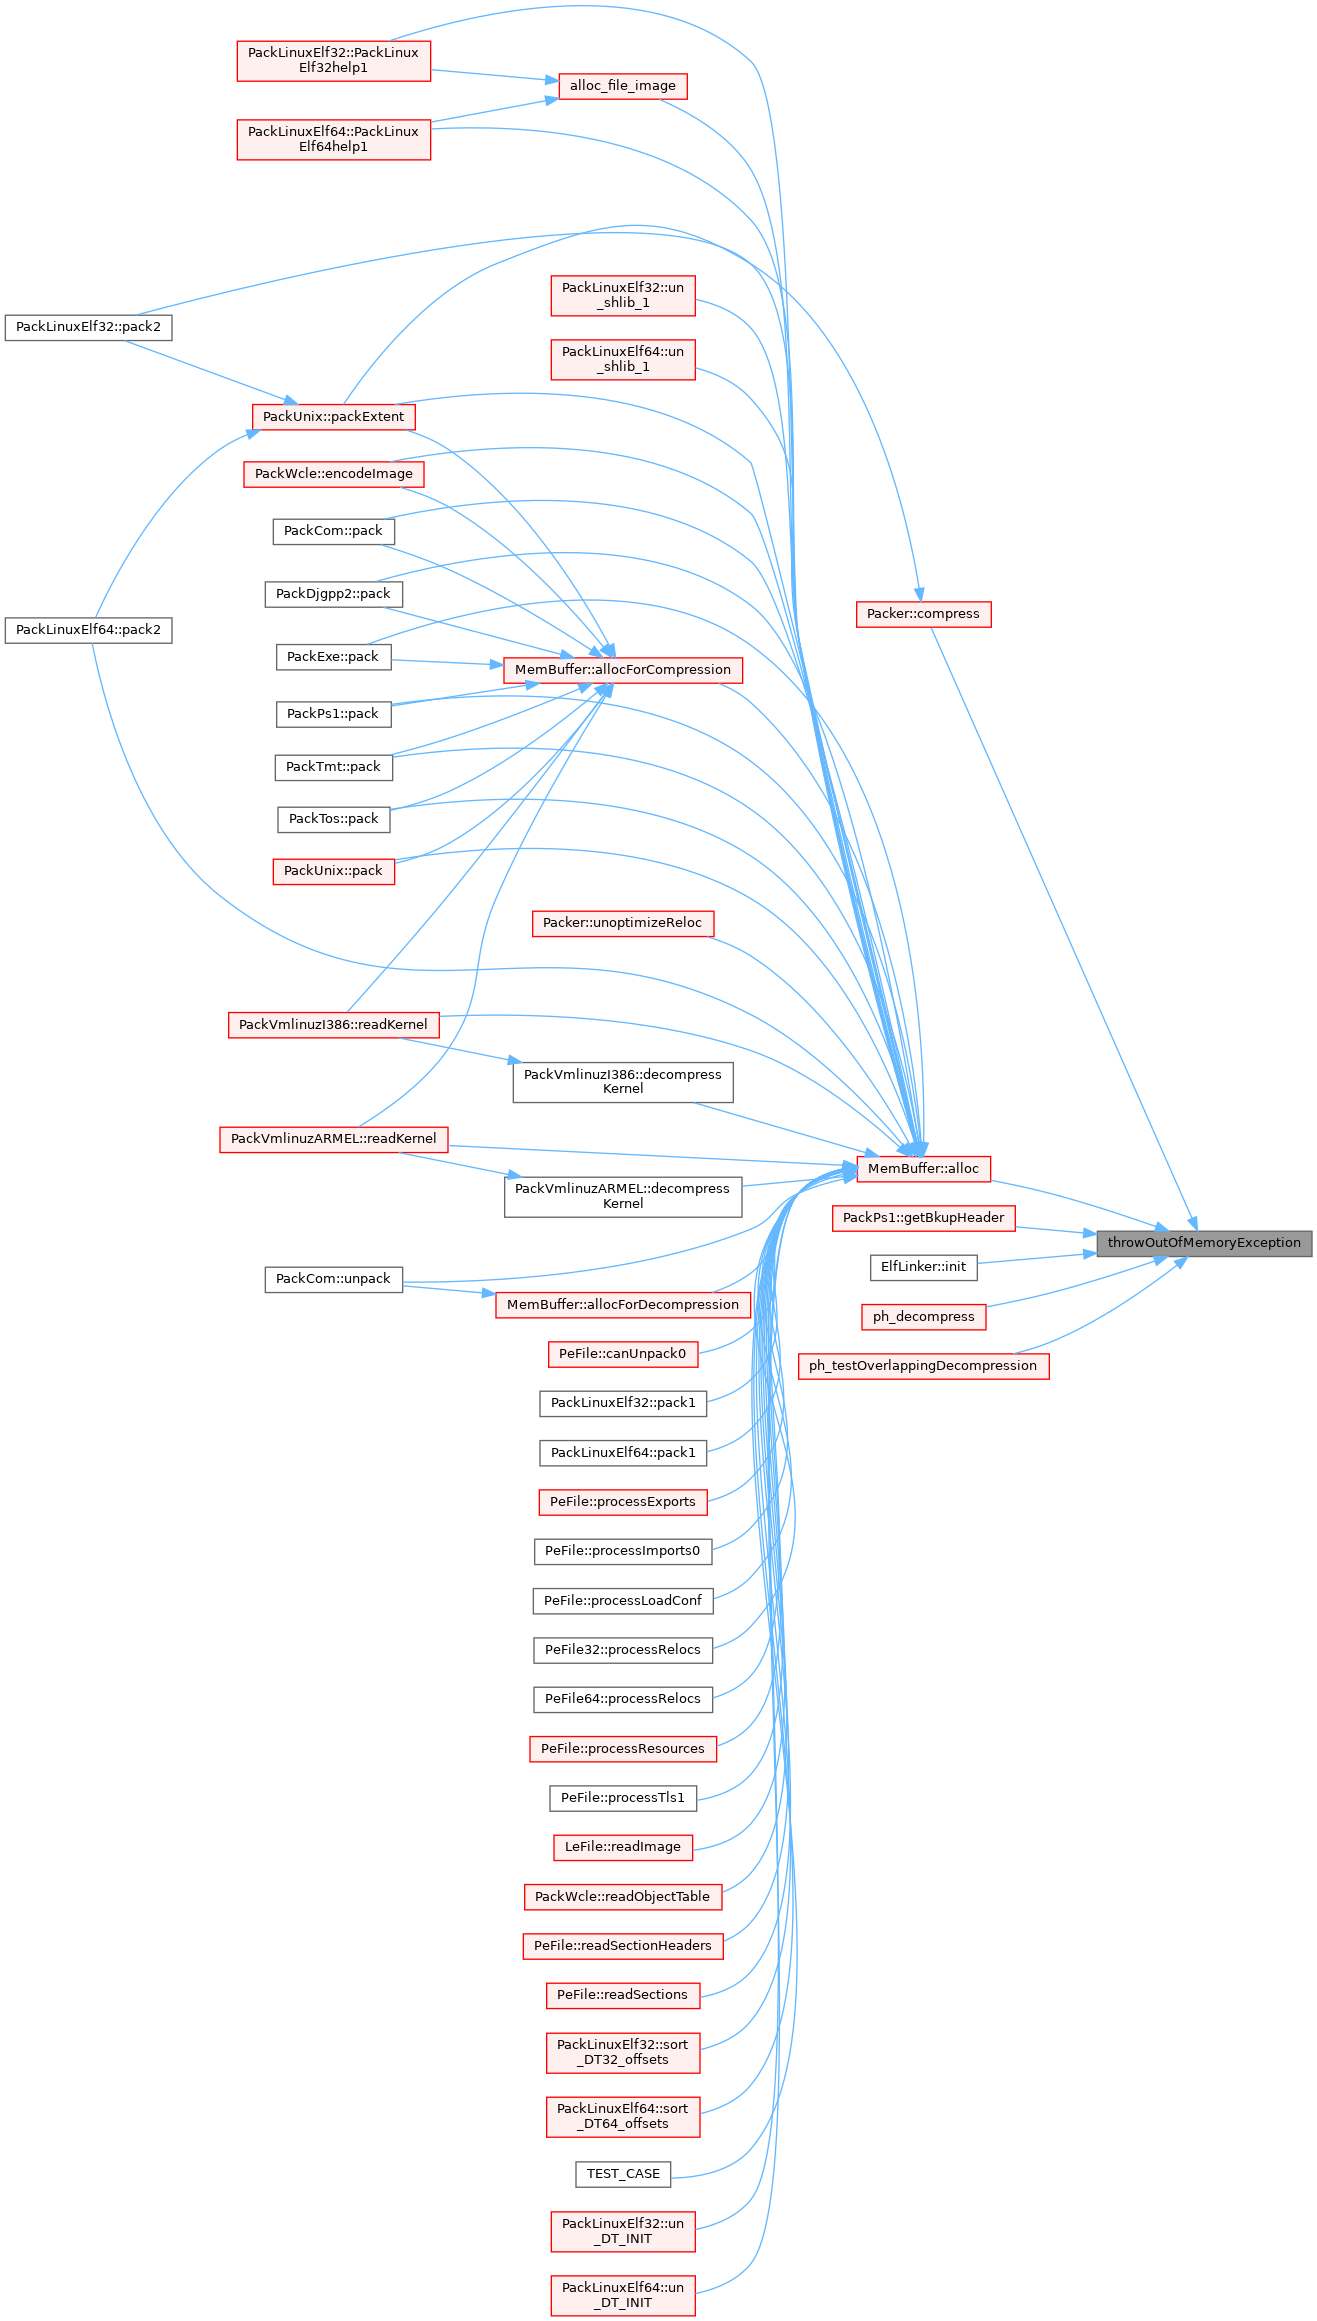 PackLinuxElf32::PackLinux
Elf32help1
alloc_file_image
PackLinuxElf64::PackLinux
Elf64help1
PackLinuxElf32::un
_shlib_1
PackLinuxElf32::pack2
PackLinuxElf64::un
_shlib_1
PackUnix::packExtent
PackWcle::encodeImage
PackCom::pack
PackDjgpp2::pack
Packer::compress
PackLinuxElf64::pack2
PackExe::pack
MemBuffer::allocForCompression
PackPs1::pack
PackTmt::pack
PackTos::pack
PackUnix::pack
Packer::unoptimizeReloc
PackVmlinuzI386::readKernel
PackVmlinuzI386::decompress
Kernel
PackVmlinuzARMEL::readKernel
MemBuffer::alloc
PackVmlinuzARMEL::decompress
Kernel
PackPs1::getBkupHeader
throwOutOfMemoryException
ElfLinker::init
PackCom::unpack
MemBuffer::allocForDecompression
ph_decompress
PeFile::canUnpack0
ph_testOverlappingDecompression
PackLinuxElf32::pack1
PackLinuxElf64::pack1
PeFile::processExports
PeFile::processImports0
PeFile::processLoadConf
PeFile32::processRelocs
PeFile64::processRelocs
PeFile::processResources
PeFile::processTls1
LeFile::readImage
PackWcle::readObjectTable
PeFile::readSectionHeaders
PeFile::readSections
PackLinuxElf32::sort
_DT32_offsets
PackLinuxElf64::sort
_DT64_offsets
TEST_CASE
PackLinuxElf32::un
_DT_INIT
PackLinuxElf64::un
_DT_INIT